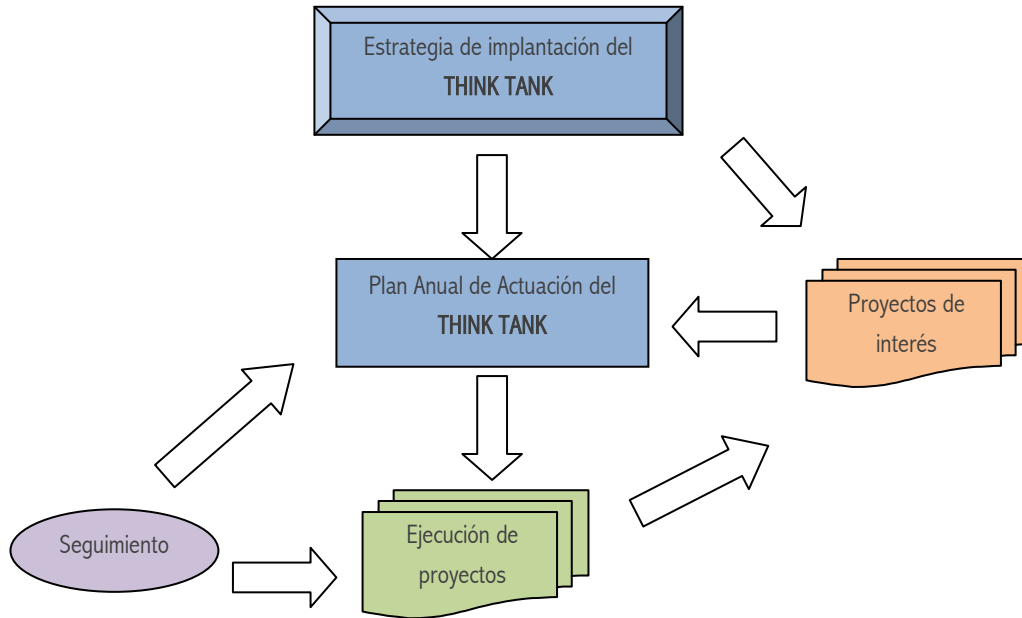 Estrategia de implantación del
THINK TANK
Plan Anual de Actuación del
THINK TANK
Proyectos de
interés
Seguimiento
Ejecución de
proyectos